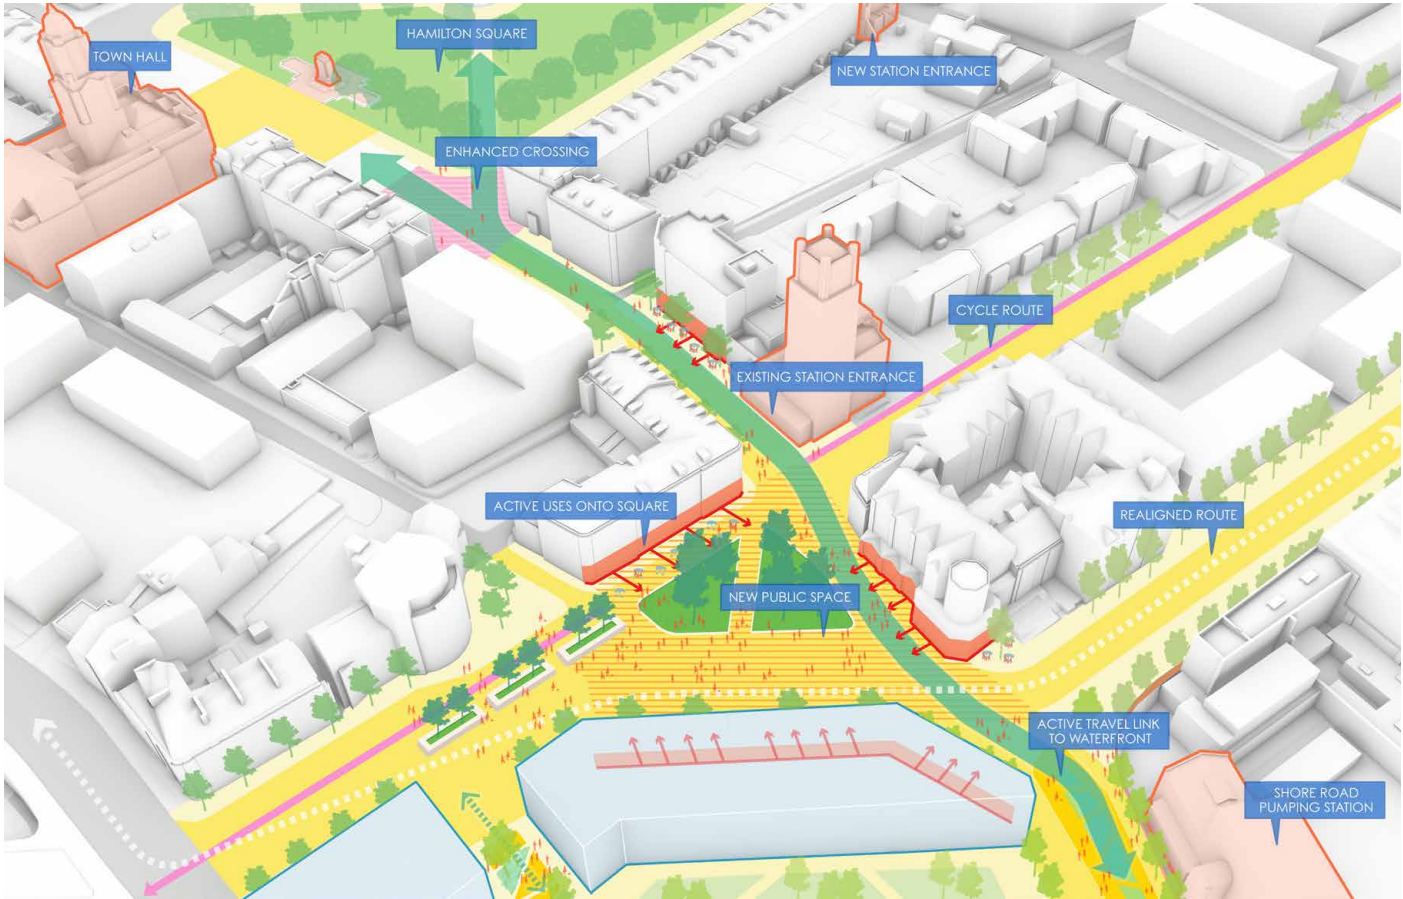 HAMILTON SQUARE
TOWN HALL
NEW STATION ENTRANCE
ENHANCED CROSSING
CYCLE ROUTE
EXISTING STATION ENTRANCE
ACTIVE USES ONTO SQUARE
REALIGNED ROUTE
NEW PUBLIC SPACE
ACTIVE TRAVEL LINK
TO WATERFRONT
SHORE ROAD
PUMPING STATION